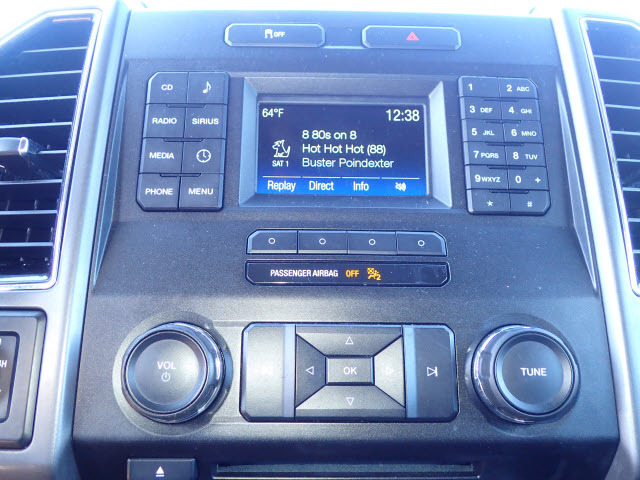 OFF
CD
RADIO SIRIUS
MEDIA
PHONE MENU
64°F 12:38
8 80s on 8
Hot Hot Hot (88)
SAT 1 Buster Poindexter
Replay Direct Info
1 2 ABC
3 DEF 4 GHI
5 JKL 6 MNO
7 PQRS 8 TUV
9 WXYZ 0 +
* #
PASSENGER AIRBAG OFF 2
VOL
OK
TUNE